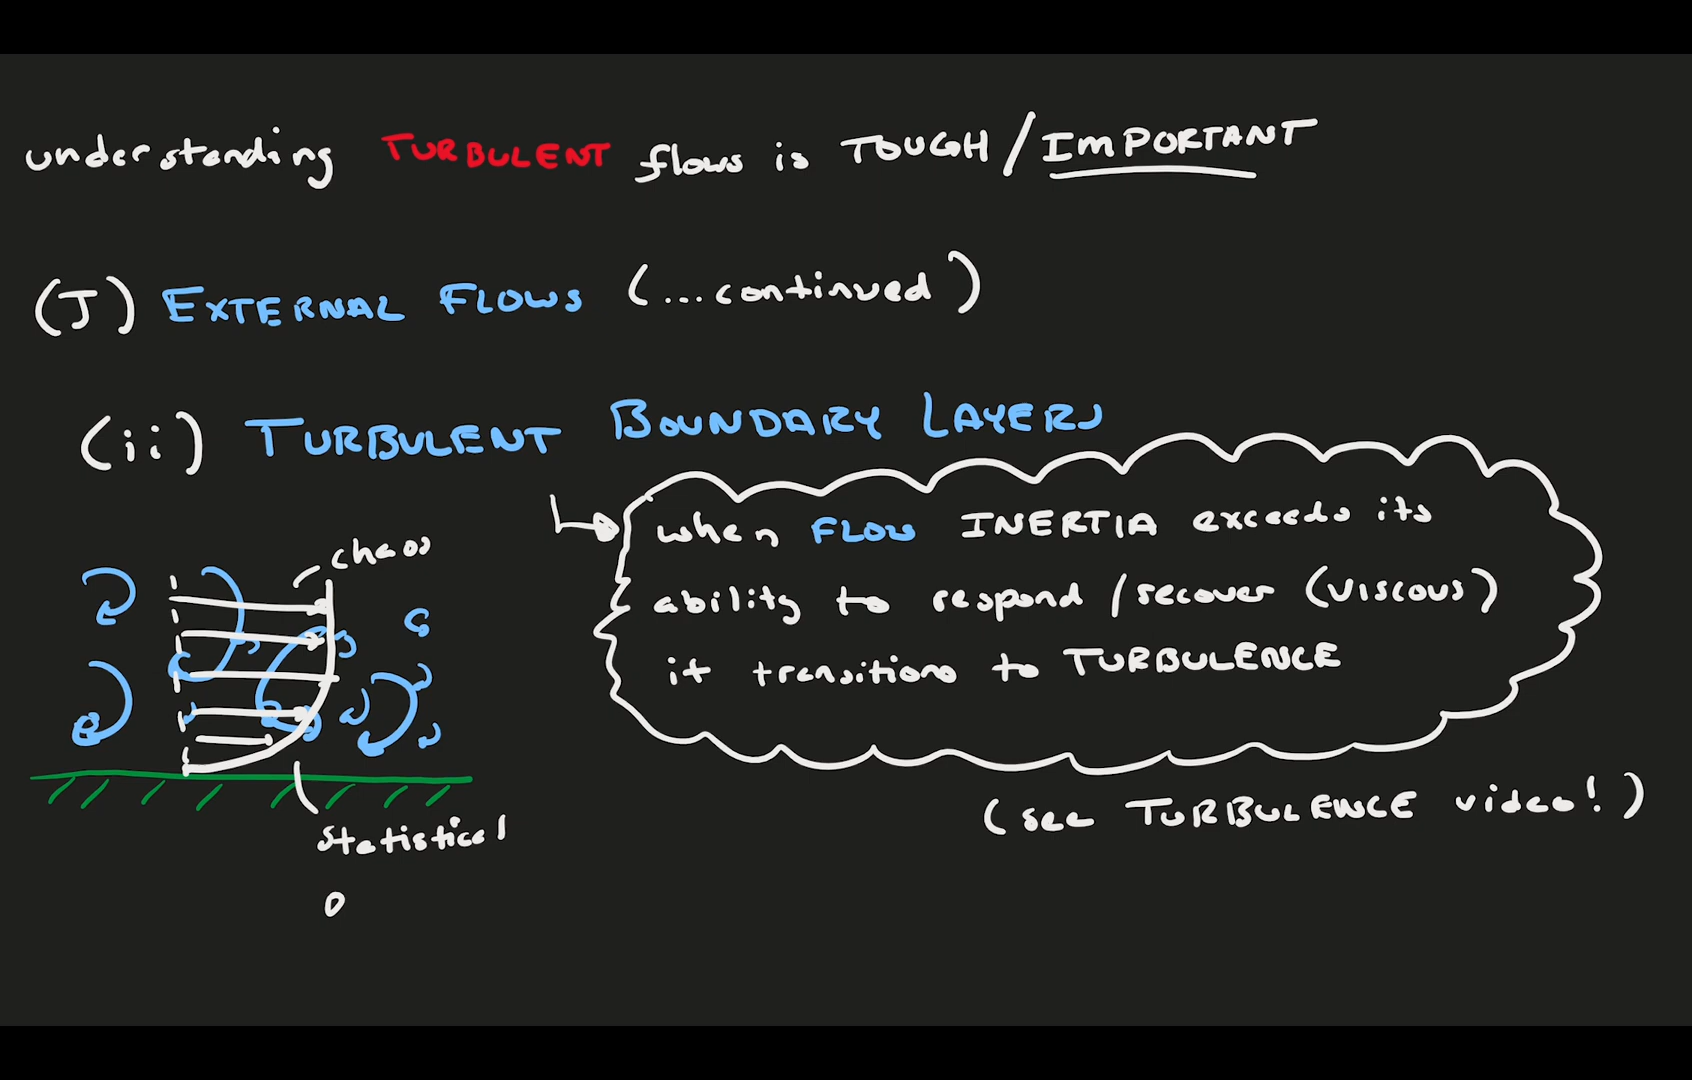 understanding TURBULENT flows is TOUGH/IMPORTANT
(J) EXTERNAL FLOWS (...continued)
(ii) TURBULENT BOUNDARY LAYERS
when FLOW INERTIA exceeds its
ability to respond/recover (viscous)
it transitions to TURBULENCE
(see TURBULENCE video!)
chaos
statistical
o